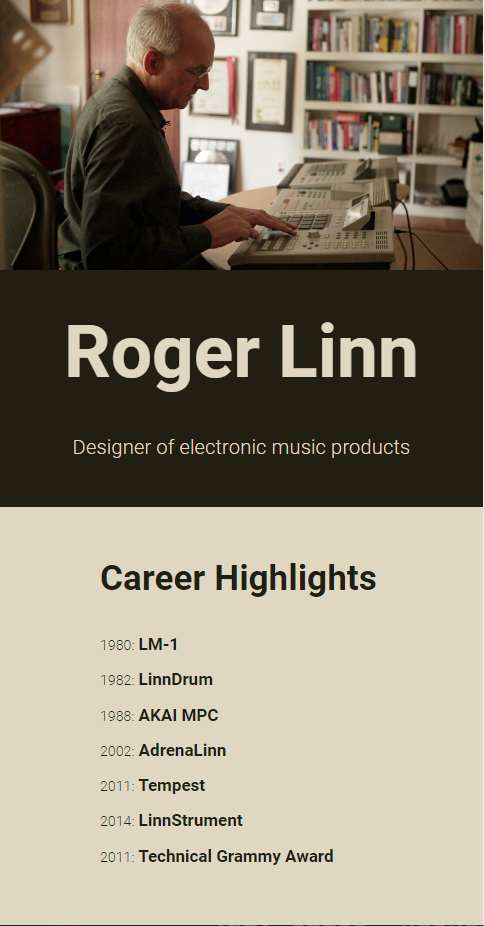 Roger Linn
Designer of electronic music products
Career Highlights
1980: LM-1
1982: LinnDrum
1988: AKAI MPC
2002: AdrenaLinn
2011: Tempest
2014: LinnStrument
2011: Technical Grammy Award